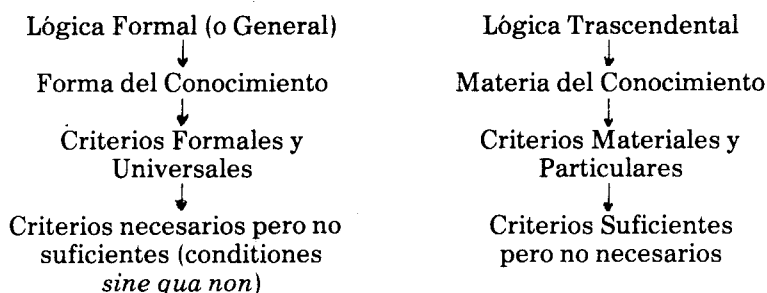 Lógica Formal (o General)
Forma del Conocimiento
Criterios Formales y
Universales
Criterios necesarios pero no
suficientes (conditiones
sine qua non)
Lógica Trascendental
Materia del Conocimiento
Criterios Materiales y
Particulares
Criterios Suficientes
pero no necesarios